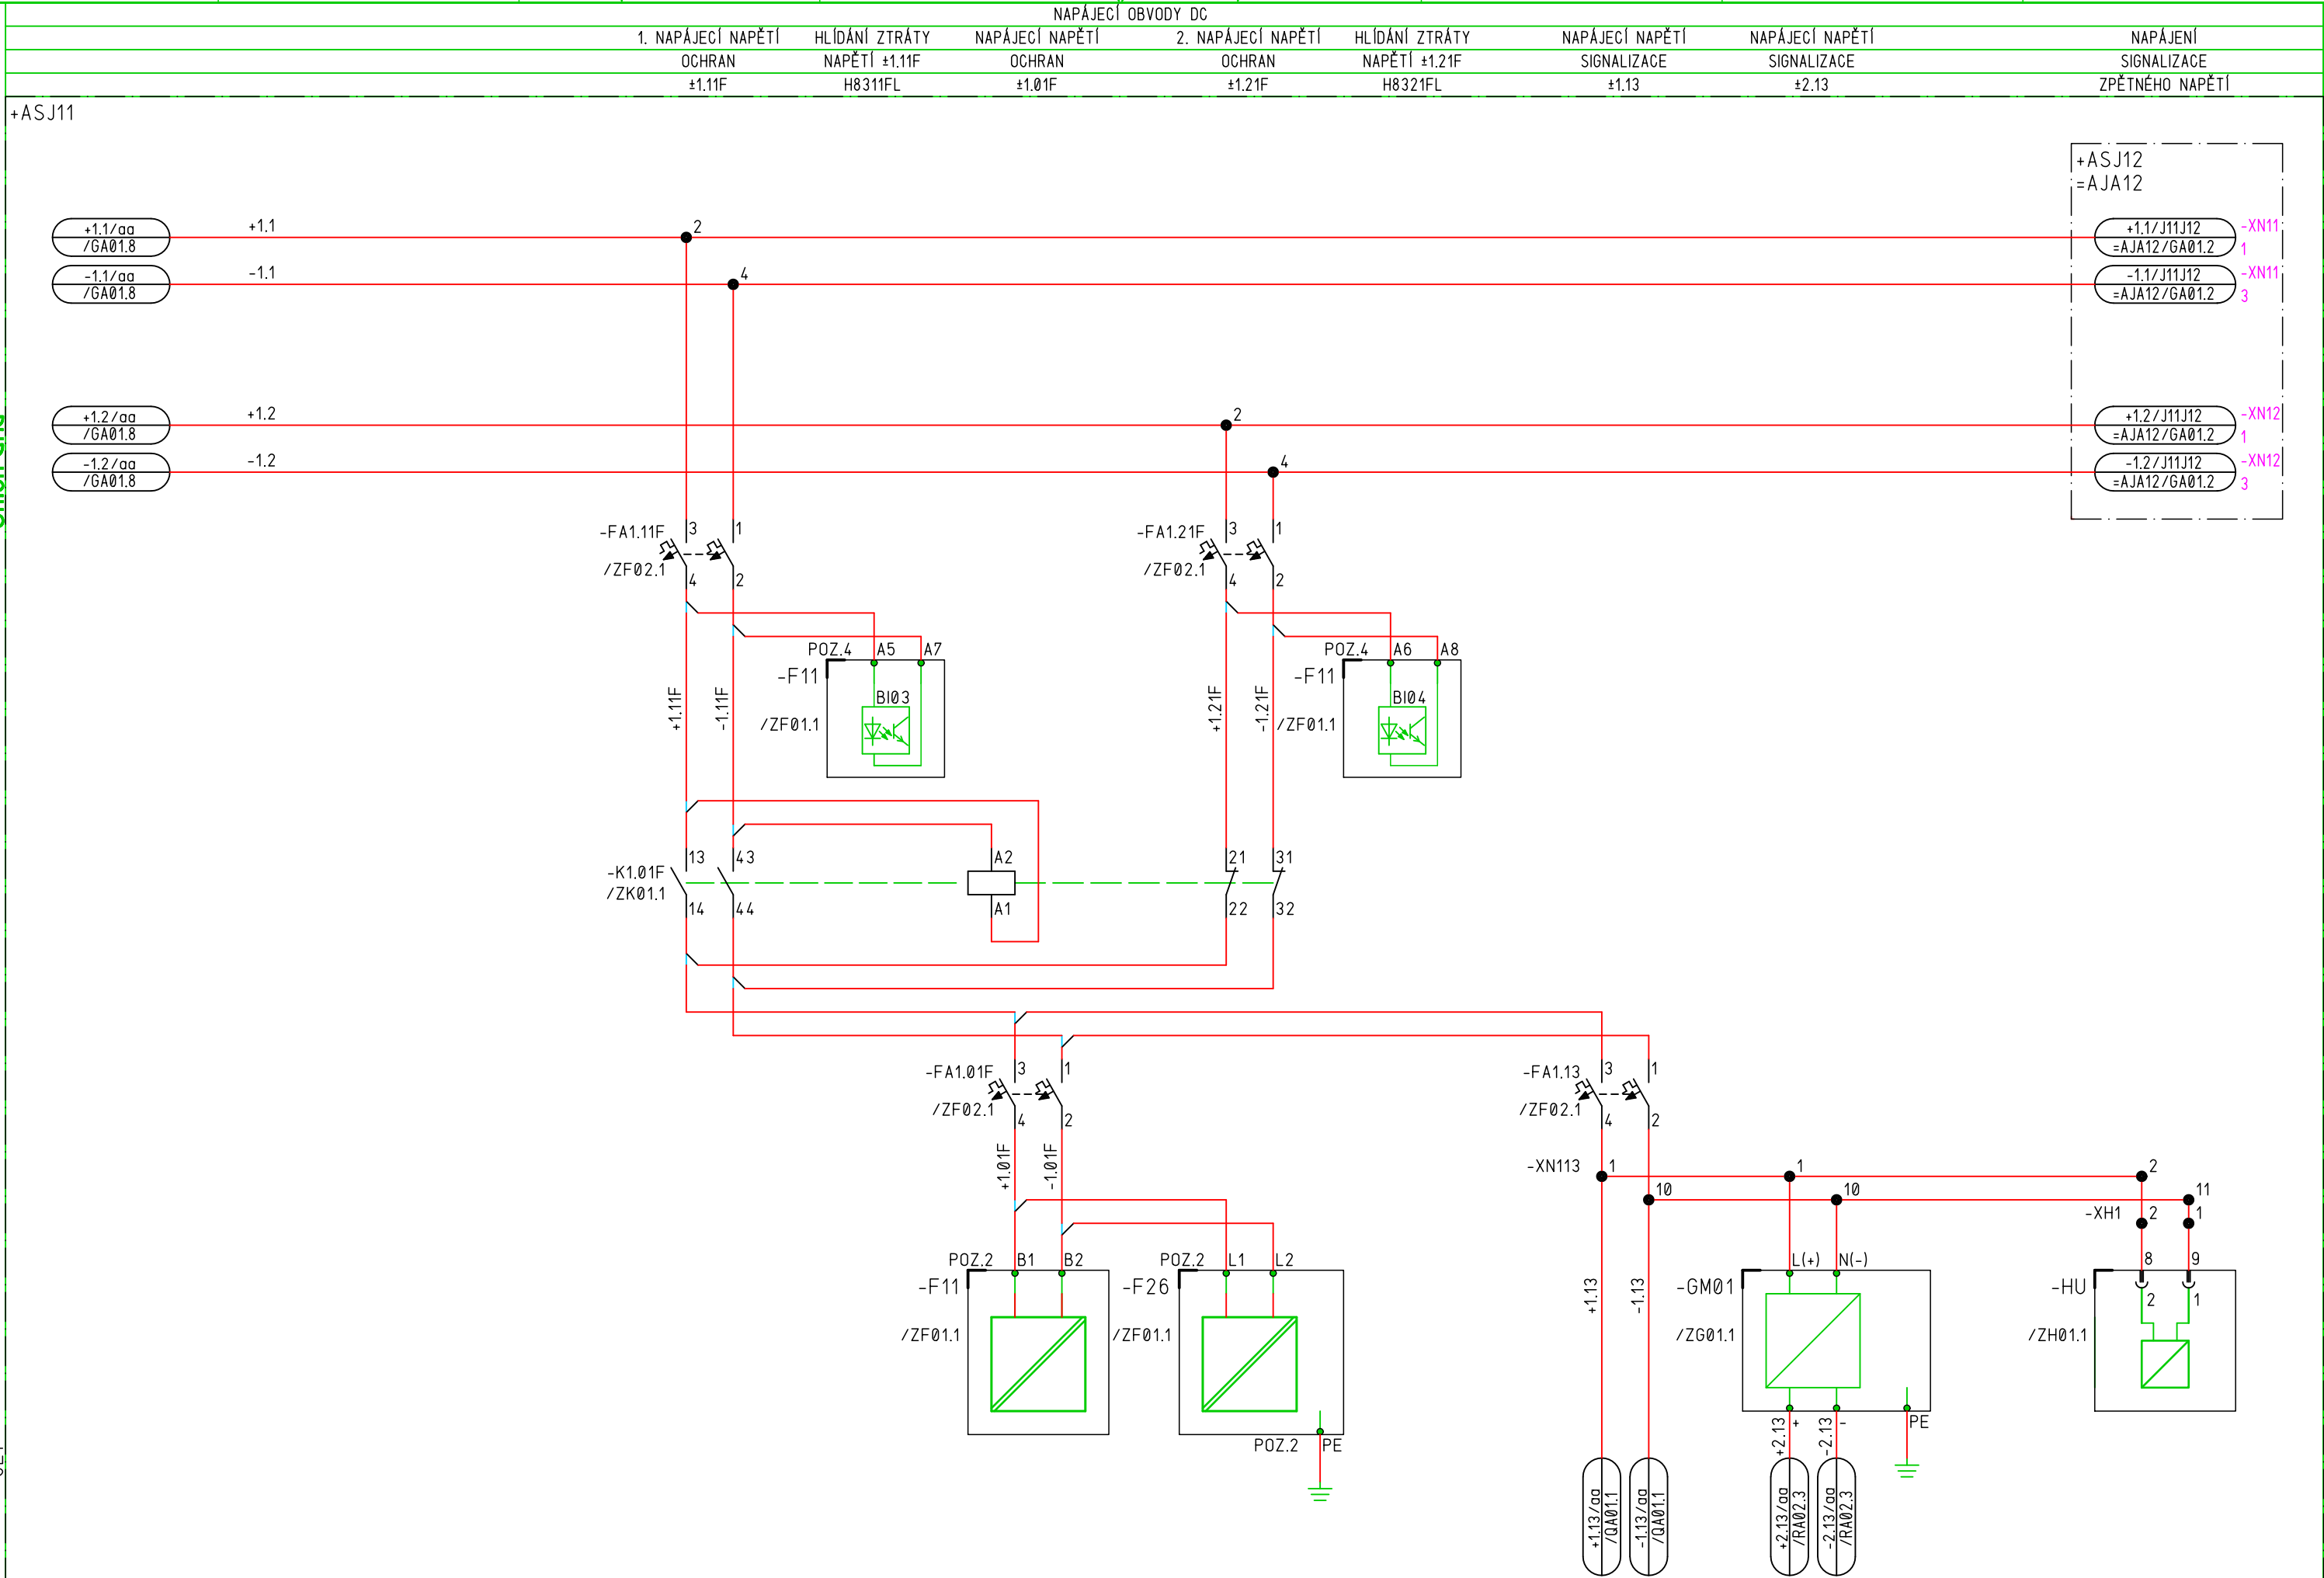 NAPÁJECÍ OBVODY DC
1. NAPÁJECÍ NAPĚTÍ HLÍDÁNÍ ZTRÁTY NAPÁJECÍ NAPĚTÍ 2. NAPÁJECÍ NAPĚTÍ HLÍDÁNÍ ZTRÁTY NAPÁJECÍ NAPĚTÍ NAPÁJECÍ NAPĚTÍ NAPÁJENÍ
OCHRAN NAPĚTÍ ±1.11F OCHRAN OCHRAN NAPĚTÍ ±1.21F SIGNALIZACE SIGNALIZACE SIGNALIZACE
±1.11F H8311FL ±1.01F ±1.21F H8321FL ±1.13 ±2.13 ZPĚTNÉHO NAPĚTÍ
+ASJ11
+ASJ12
=AJA12
+1.1/aa
/GA01.8
+1.1
2
+1.1/J11J12
=AJA12/GA01.2
-XN11
1
-1.1/aa
/GA01.8
-1.1
4
-1.1/J11J12
=AJA12/GA01.2
-XN11
3
+1.2/aa
/GA01.8
+1.2
2
+1.2/J11J12
=AJA12/GA01.2
-XN12
1
-1.2/aa
/GA01.8
-1.2
4
-1.2/J11J12
=AJA12/GA01.2
-XN12
3
-FA1.11F 3 1
/ZF02.1 4 2
-FA1.21F 3 1
/ZF02.1 4 2
POZ.4 A5 A7
-F11
BI03
/ZF01.1
+1.11F
-1.11F
POZ.4 A6 A8
-F11
BI04
/ZF01.1
+1.21F
-1.21F
-K1.01F 13 43 A2 21 31
/ZK01.1 14 44 A1 22 32
-FA1.01F 3 1
/ZF02.1 4 2
-FA1.13 3 1
/ZF02.1 4 2
+1.01F
-1.01F
-XN113 1 1 2
10 10 11
-XH1 2 1
POZ.2 B1 B2
-F11
/ZF01.1
POZ.2 L1 L2
-F26
/ZF01.1
POZ.2 PE
+1.13
-1.13
L(+) N(-)
-GM01
/ZG01.1
+2.13 +
-2.13 -
PE
8 9
-HU
2 1
/ZH01.1
+1.13/aa
/QA01.1
-1.13/aa
/QA01.1
+2.13/aa
/RA02.3
-2.13/aa
/RA02.3